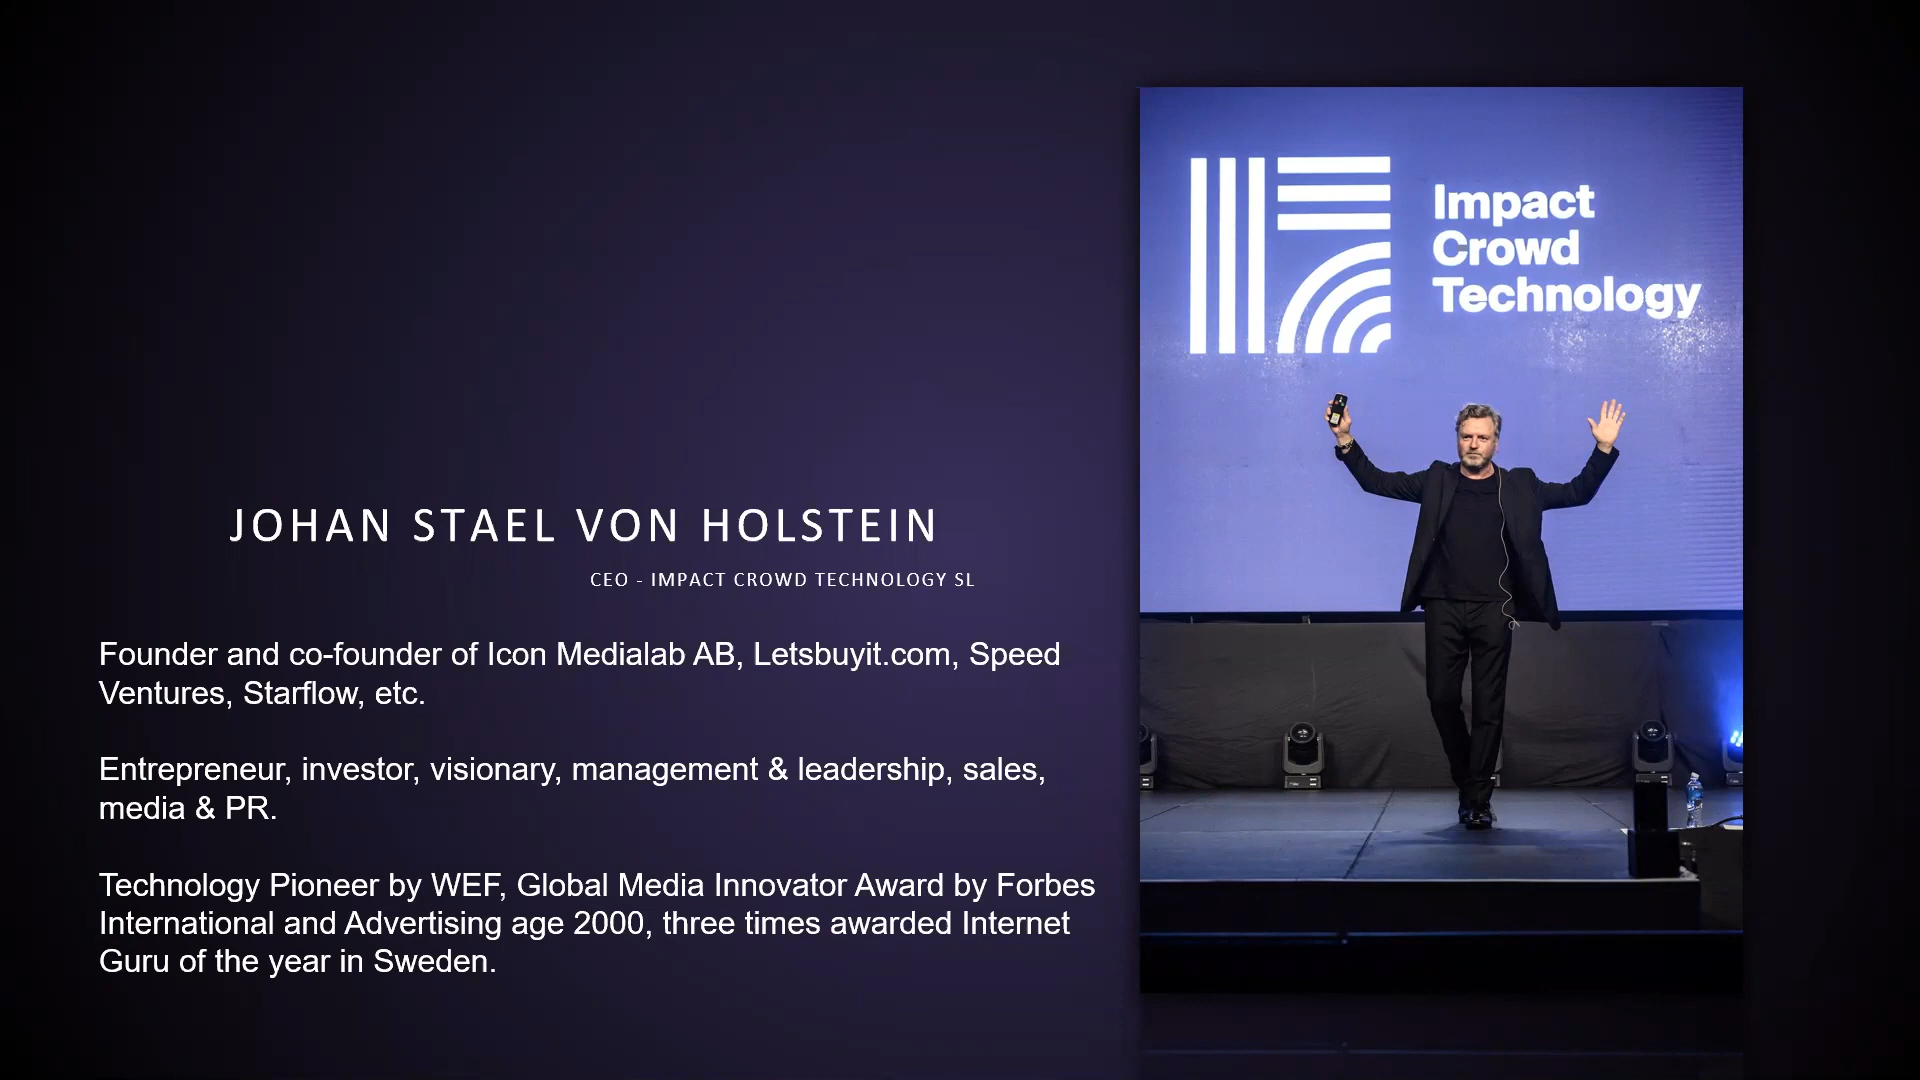 Impact
Crowd
Technology
JOHAN STAEL VON HOLSTEIN
CEO - IMPACT CROWD TECHNOLOGY SL
Founder and co-founder of Icon Medialab AB, Letsbuyit.com, Speed
Ventures, Starflow, etc.
Entrepreneur, investor, visionary, management & leadership, sales,
media & PR.
Technology Pioneer by WEF, Global Media Innovator Award by Forbes
International and Advertising age 2000, three times awarded Internet
Guru of the year in Sweden.